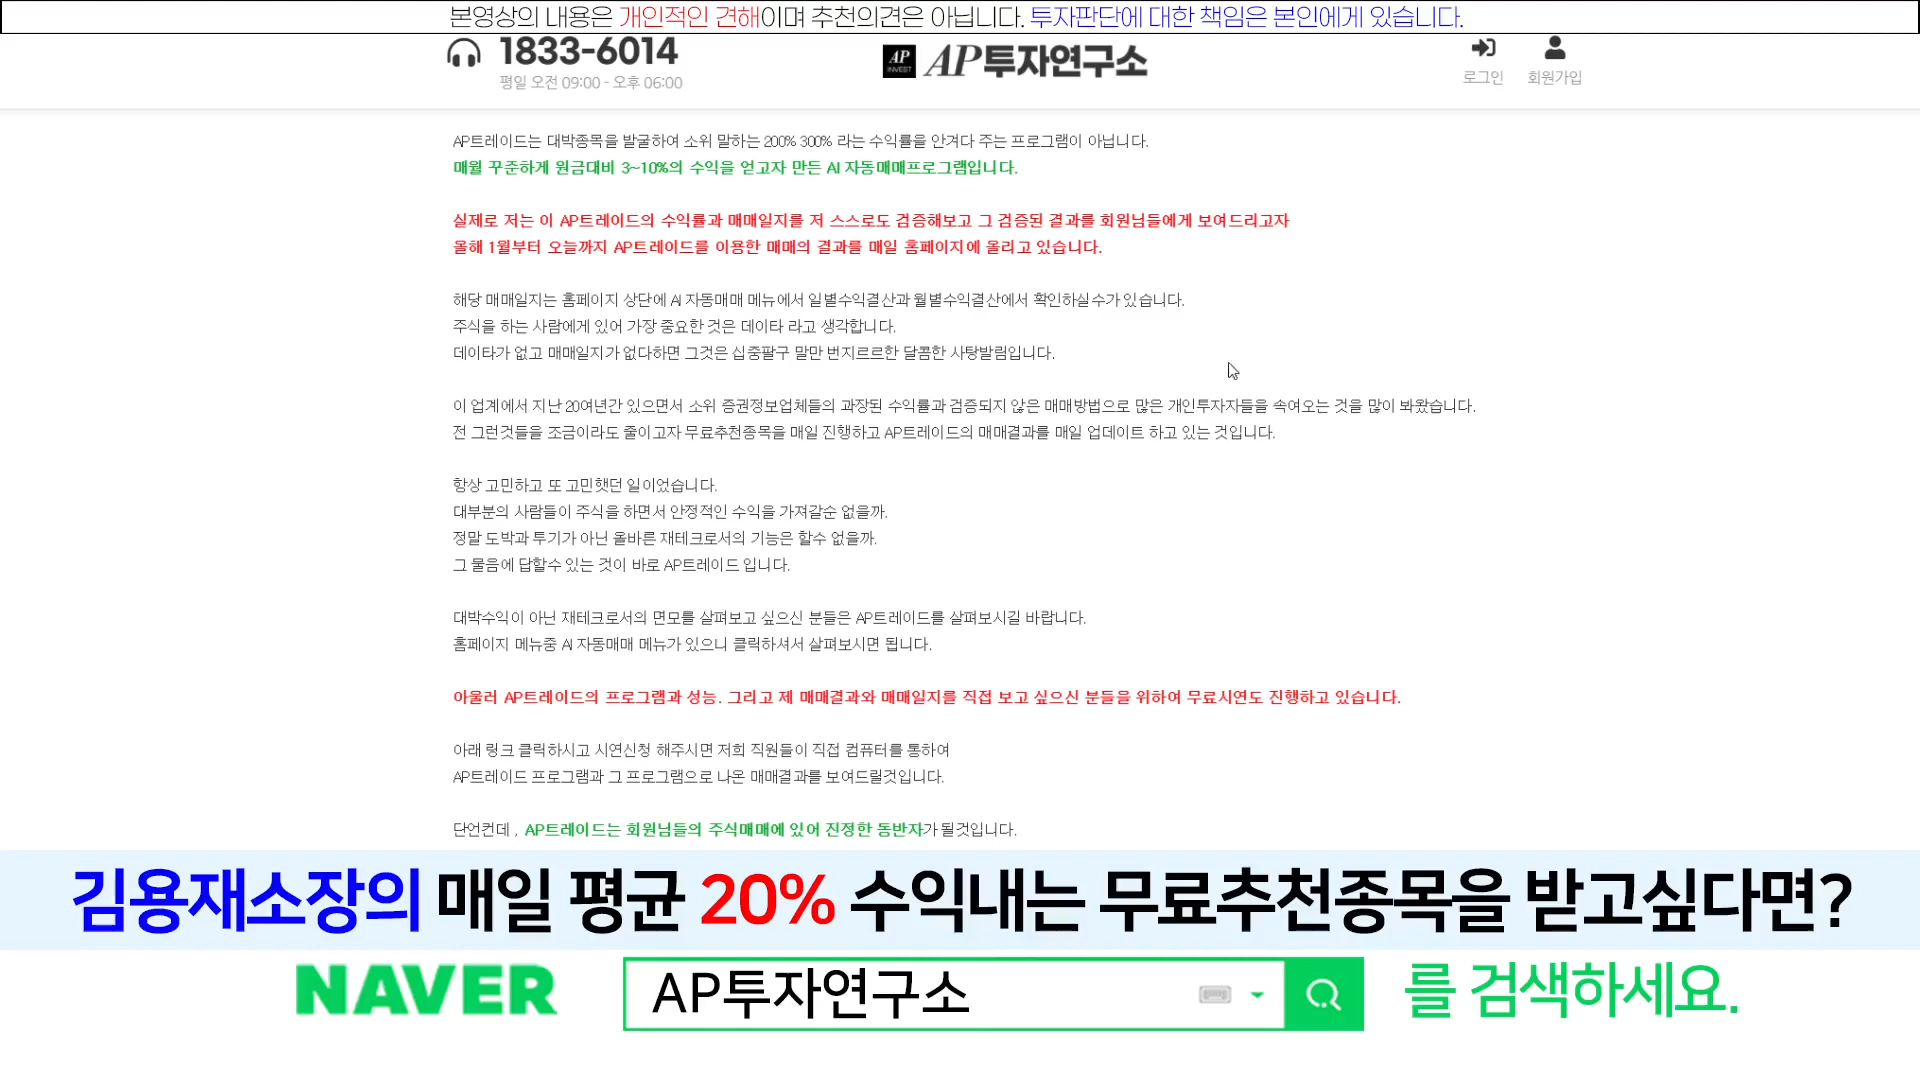 본영상의 내용은 개인적인 견해이며 추천의견은 아닙니다. 투자판단에 대한 책임은 본인에게 있습니다.
1833-6014
평일 오전 09:00 - 오후 06:00
AP INVEST AP투자연구소
로그인 회원가입
AP트레이드는 대박종목을 발굴하여 소위 말하는 200% 300% 라는 수익률을 안겨다 주는 프로그램이 아닙니다.
매월 꾸준하게 원금대비 3~10%의 수익을 얻고자 만든 AI 자동매매프로그램입니다.
실제로 저는 이 AP트레이드의 수익률과 매매일지를 저 스스로도 검증해보고 그 검증된 결과를 회원님들에게 보여드리고자
올해 1월부터 오늘까지 AP트레이드를 이용한 매매의 결과를 매일 홈페이지에 올리고 있습니다.
해당 매매일지는 홈페이지 상단에 AI 자동매매 메뉴에서 일별수익결산과 월별수익결산에서 확인하실수가 있습니다.
주식을 하는 사람에게 있어 가장 중요한 것은 데이타 라고 생각합니다.
데이타가 없고 매매일지가 없다하면 그것은 십중팔구 말만 번지르르한 달콤한 사탕발림입니다.
이 업계에서 지난 20여년간 있으면서 소위 증권정보업체들의 과장된 수익률과 검증되지 않은 매매방법으로 많은 개인투자자들을 속여오는 것을 많이 봐왔습니다.
전 그런것들을 조금이라도 줄이고자 무료추천종목을 매일 진행하고 AP트레이드의 매매결과를 매일 업데이트 하고 있는 것입니다.
항상 고민하고 또 고민햇던 일이었습니다.
대부분의 사람들이 주식을 하면서 안정적인 수익을 가져갈순 없을까.
정말 도박과 투기가 아닌 올바른 재테크로서의 기능은 할수 없을까.
그 물음에 답할수 있는 것이 바로 AP트레이드 입니다.
대박수익이 아닌 재테크로서의 면모를 살펴보고 싶으신 분들은 AP트레이드를 살펴보시길 바랍니다.
홈페이지 메뉴중 AI 자동매매 메뉴가 있으니 클릭하셔서 살펴보시면 됩니다.
아울러 AP트레이드의 프로그램과 성능. 그리고 제 매매결과와 매매일지를 직접 보고 싶으신 분들을 위하여 무료시연도 진행하고 있습니다.
아래 링크 클릭하시고 시연신청 해주시면 저희 직원들이 직접 컴퓨터를 통하여
AP트레이드 프로그램과 그 프로그램으로 나온 매매결과를 보여드릴것입니다.
단언컨데 , AP트레이드는 회원님들의 주식매매에 있어 진정한 동반자가 될것입니다.
김용재소장의 매일 평균 20% 수익내는 무료추천종목을 받고싶다면?
NAVER AP투자연구소 를 검색하세요.